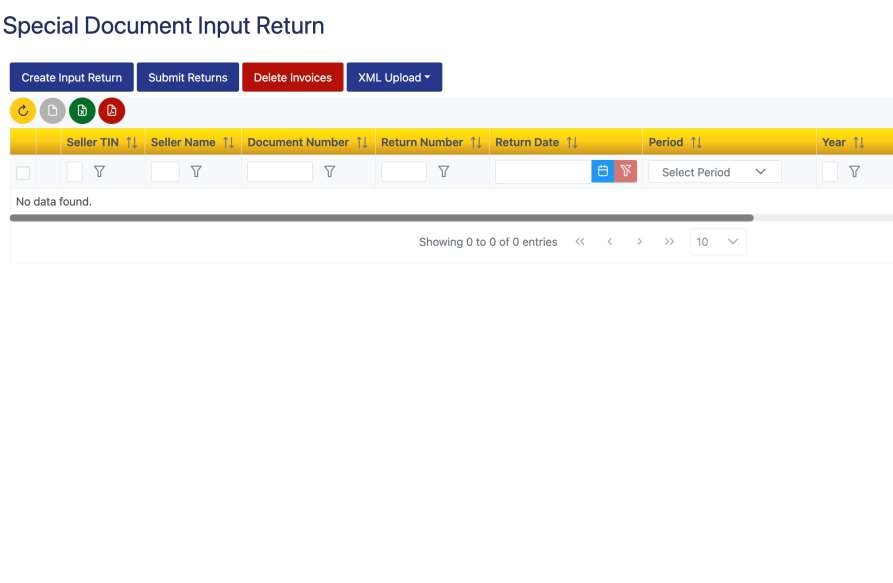 Special Document Input Return
Create Input Return Submit Returns Delete Invoices XML Upload
Seller TIN Seller Name Document Number Return Number Return Date Period Year
Select Period
No data found.
Showing 0 to 0 of 0 entries « ‹ › » 10